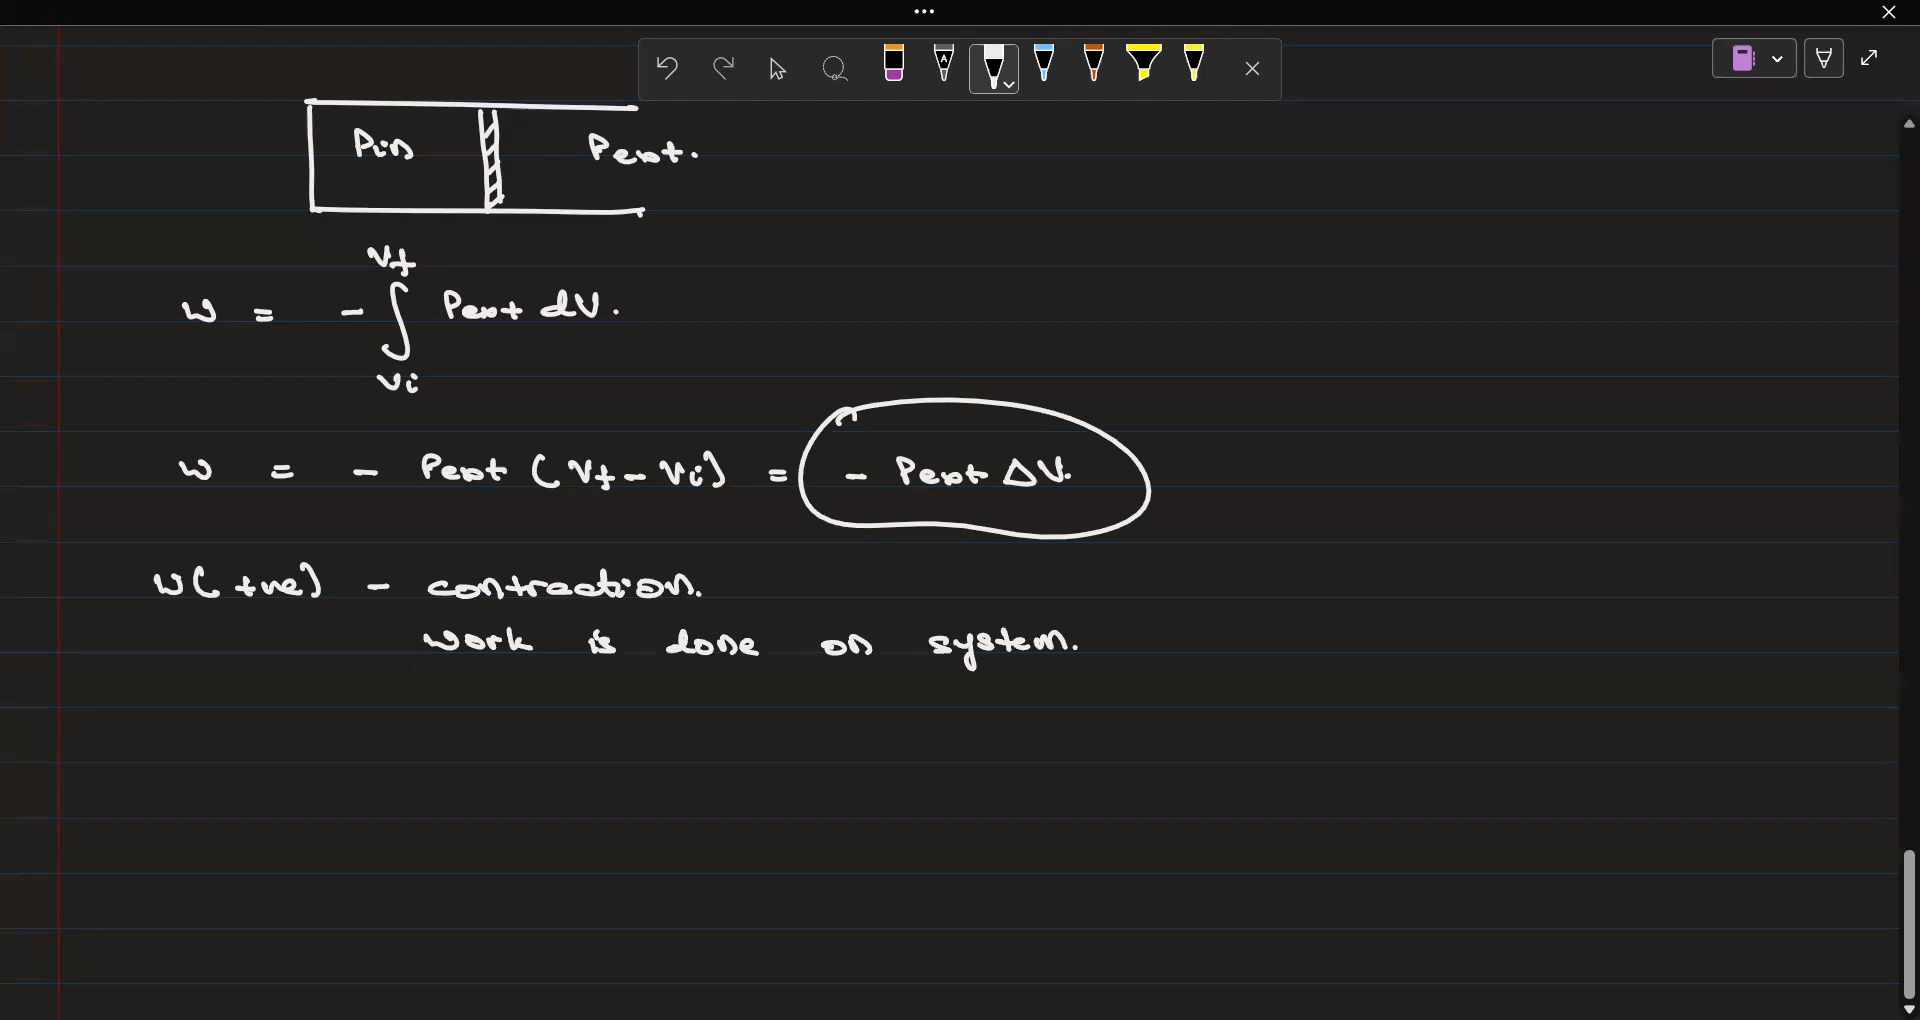 Pin Pext.
w = - ∫ Vf Vi Pext dV.
w = - Pext (Vf - Vi) = - Pext ΔV.
w(+ve) - contraction.
work is done on system.